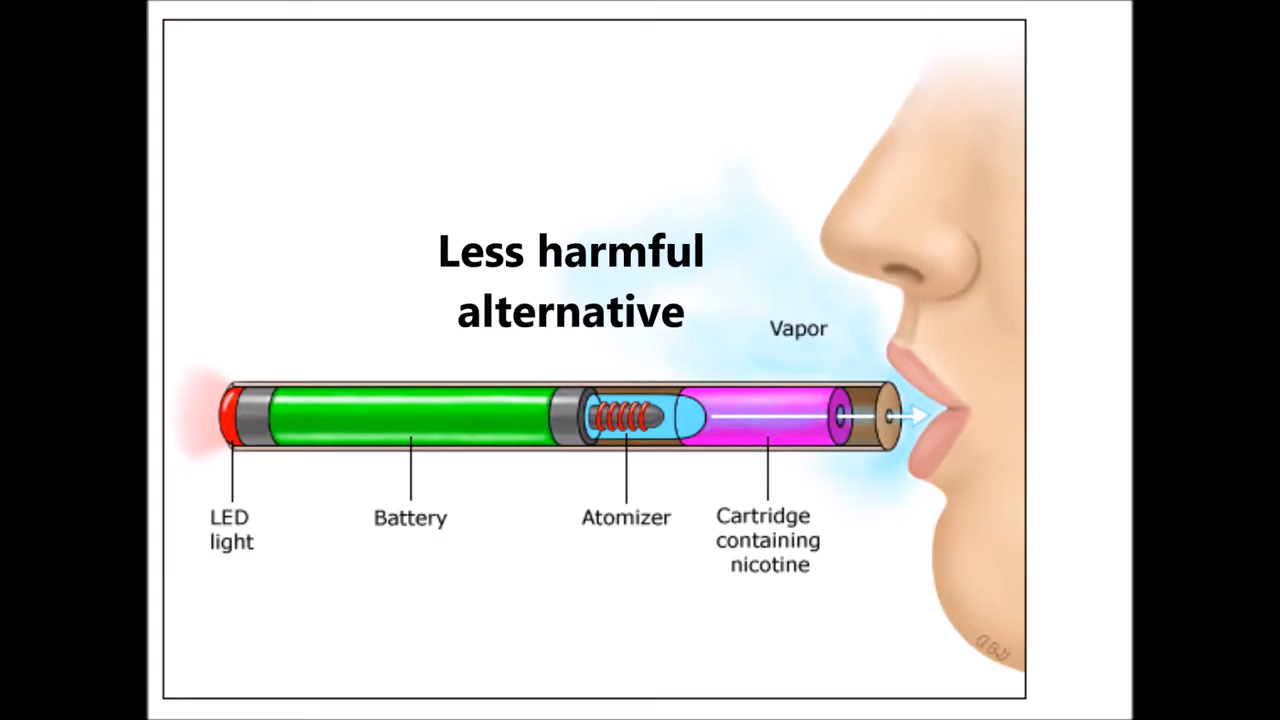 Less harmful
alternative
Vapor
LED
light
Battery
Atomizer
Cartridge
containing
nicotine